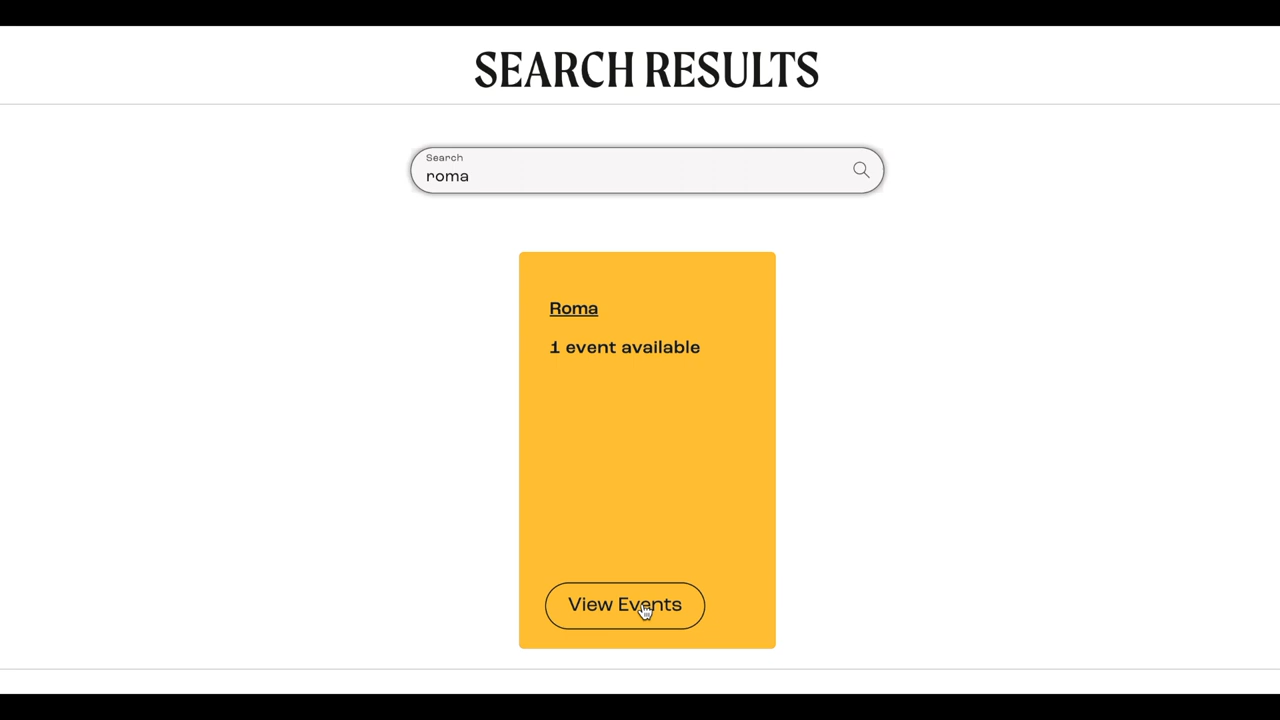 SEARCH RESULTS
Search
roma
Roma
1 event available
View Events